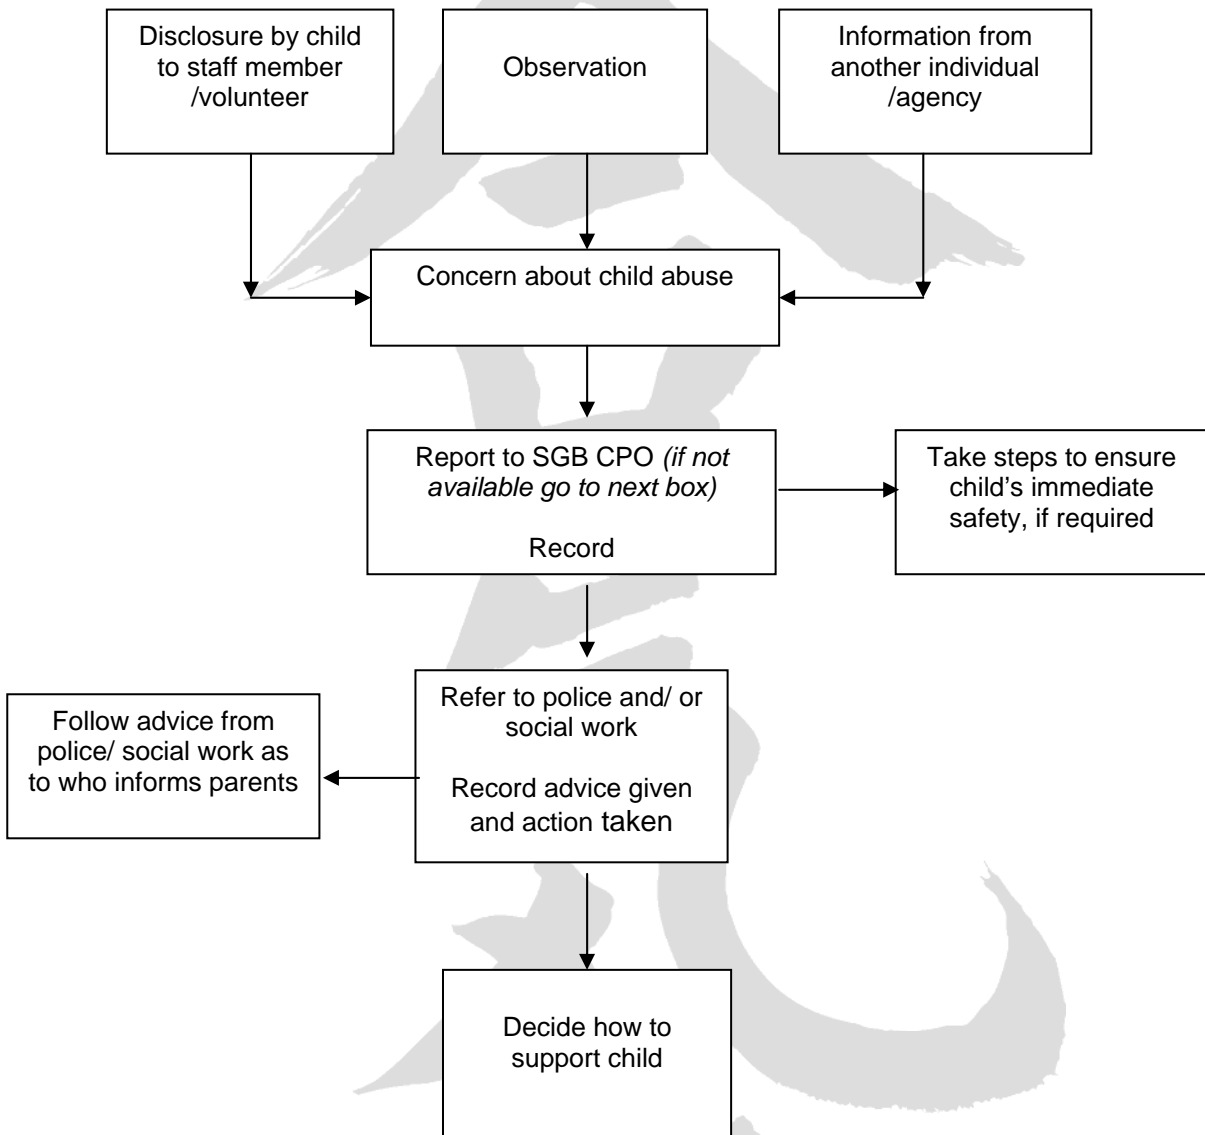 Disclosure by child
to staff member
/volunteer
Observation
Information from
another individual
/agency
Concern about child abuse
Report to SGB CPO (if not
available go to next box)
Record
Take steps to ensure
child’s immediate
safety, if required
Refer to police and/ or
social work
Record advice given
and action taken
Follow advice from
police/ social work as
to who informs parents
Decide how to
support child